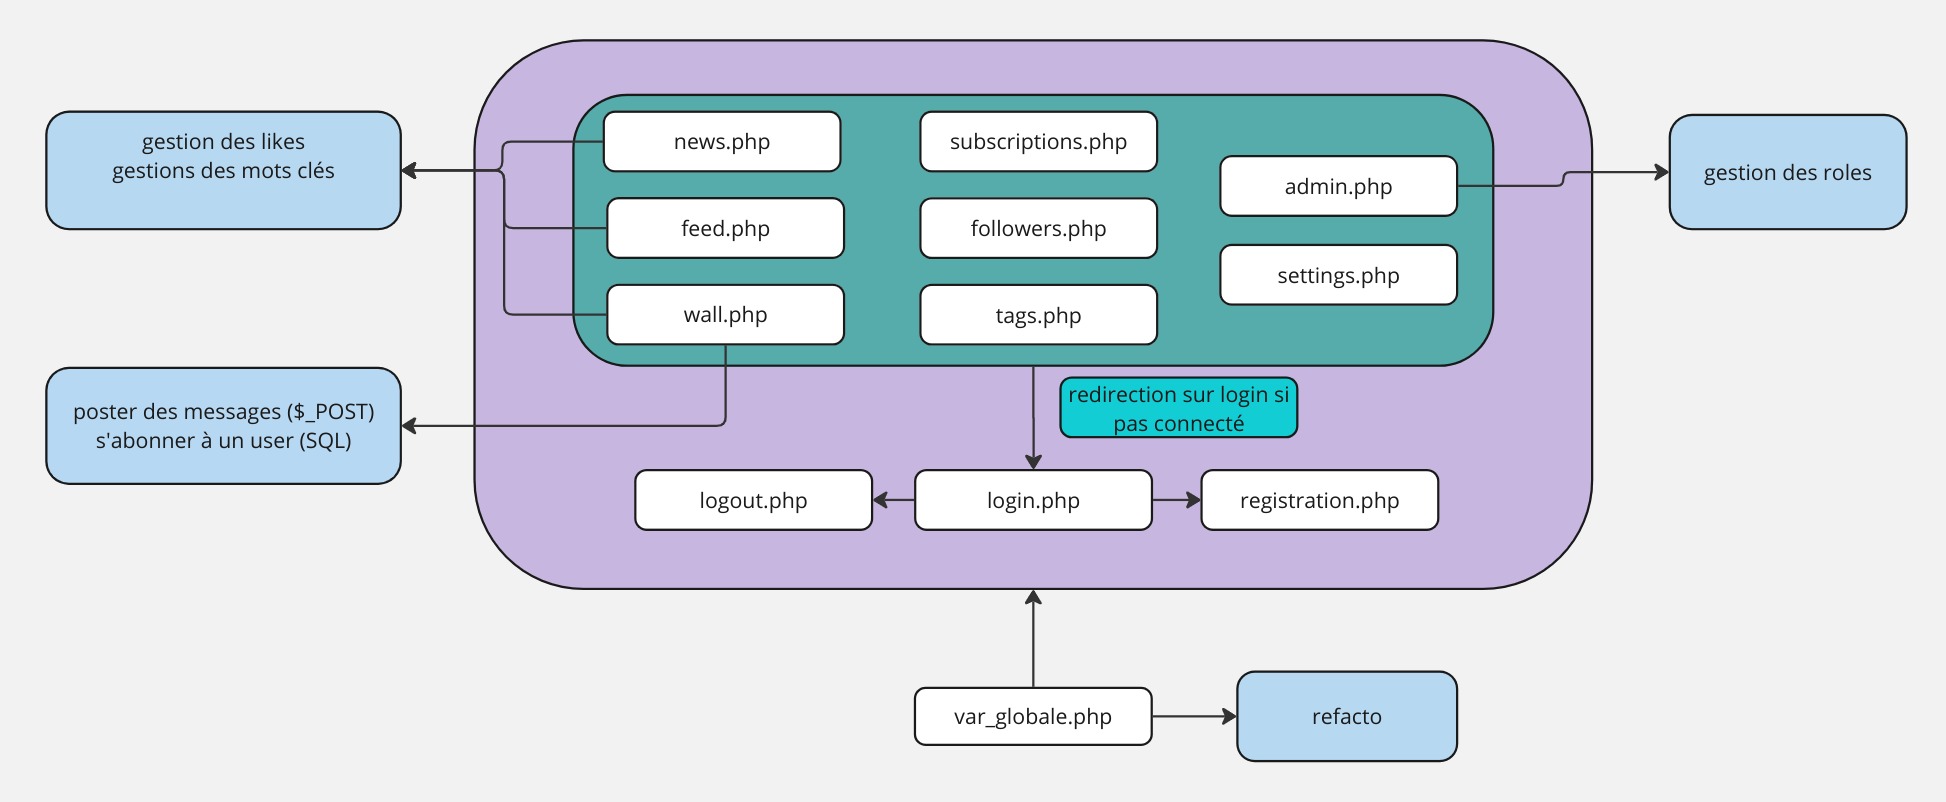 gestion des likes
gestions des mots clés
news.php
subscriptions.php
admin.php
gestion des roles
feed.php
followers.php
settings.php
wall.php
tags.php
poster des messages ($_POST)
s'abonner à un user (SQL)
redirection sur login si
pas connecté
logout.php
login.php
registration.php
var_globale.php
refacto